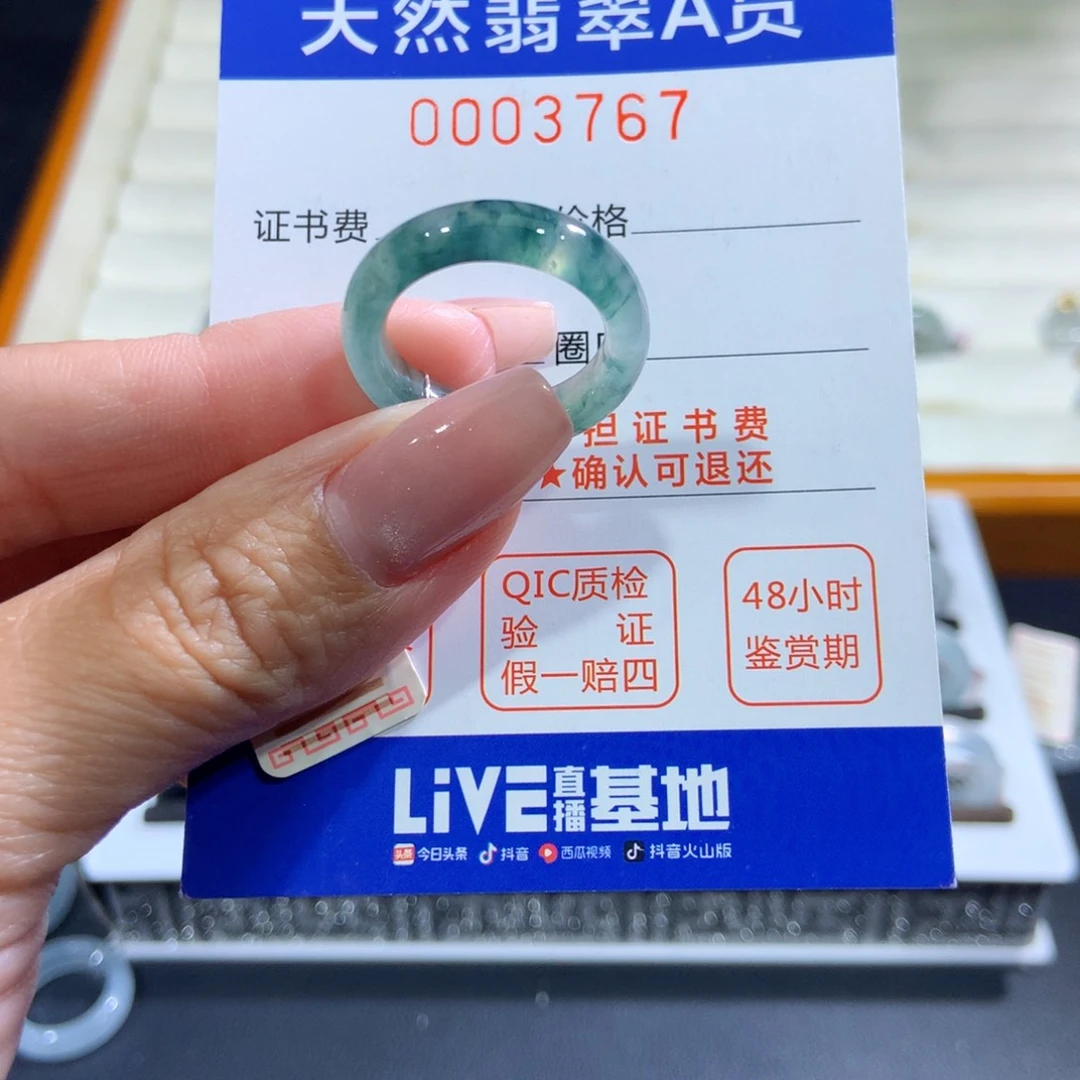 天然翡翠A货
0003767
证书费 价格
圈
担证书费
★确认可退还
QIC质检
验 证
假一赔四
48小时
鉴赏期
LiVE直播基地
头条 今日头条 抖音 西瓜视频 抖音火山版